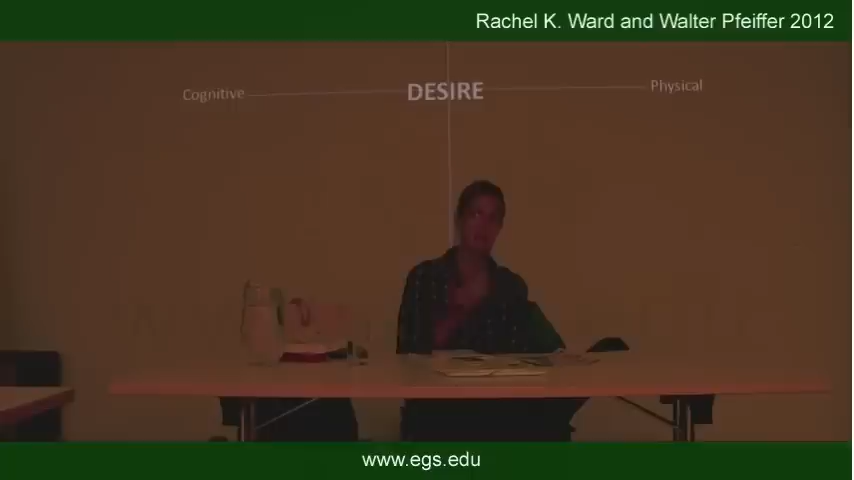 Rachel K. Ward and Walter Pfeiffer 2012
Cognitive DESIRE Physical
www.egs.edu